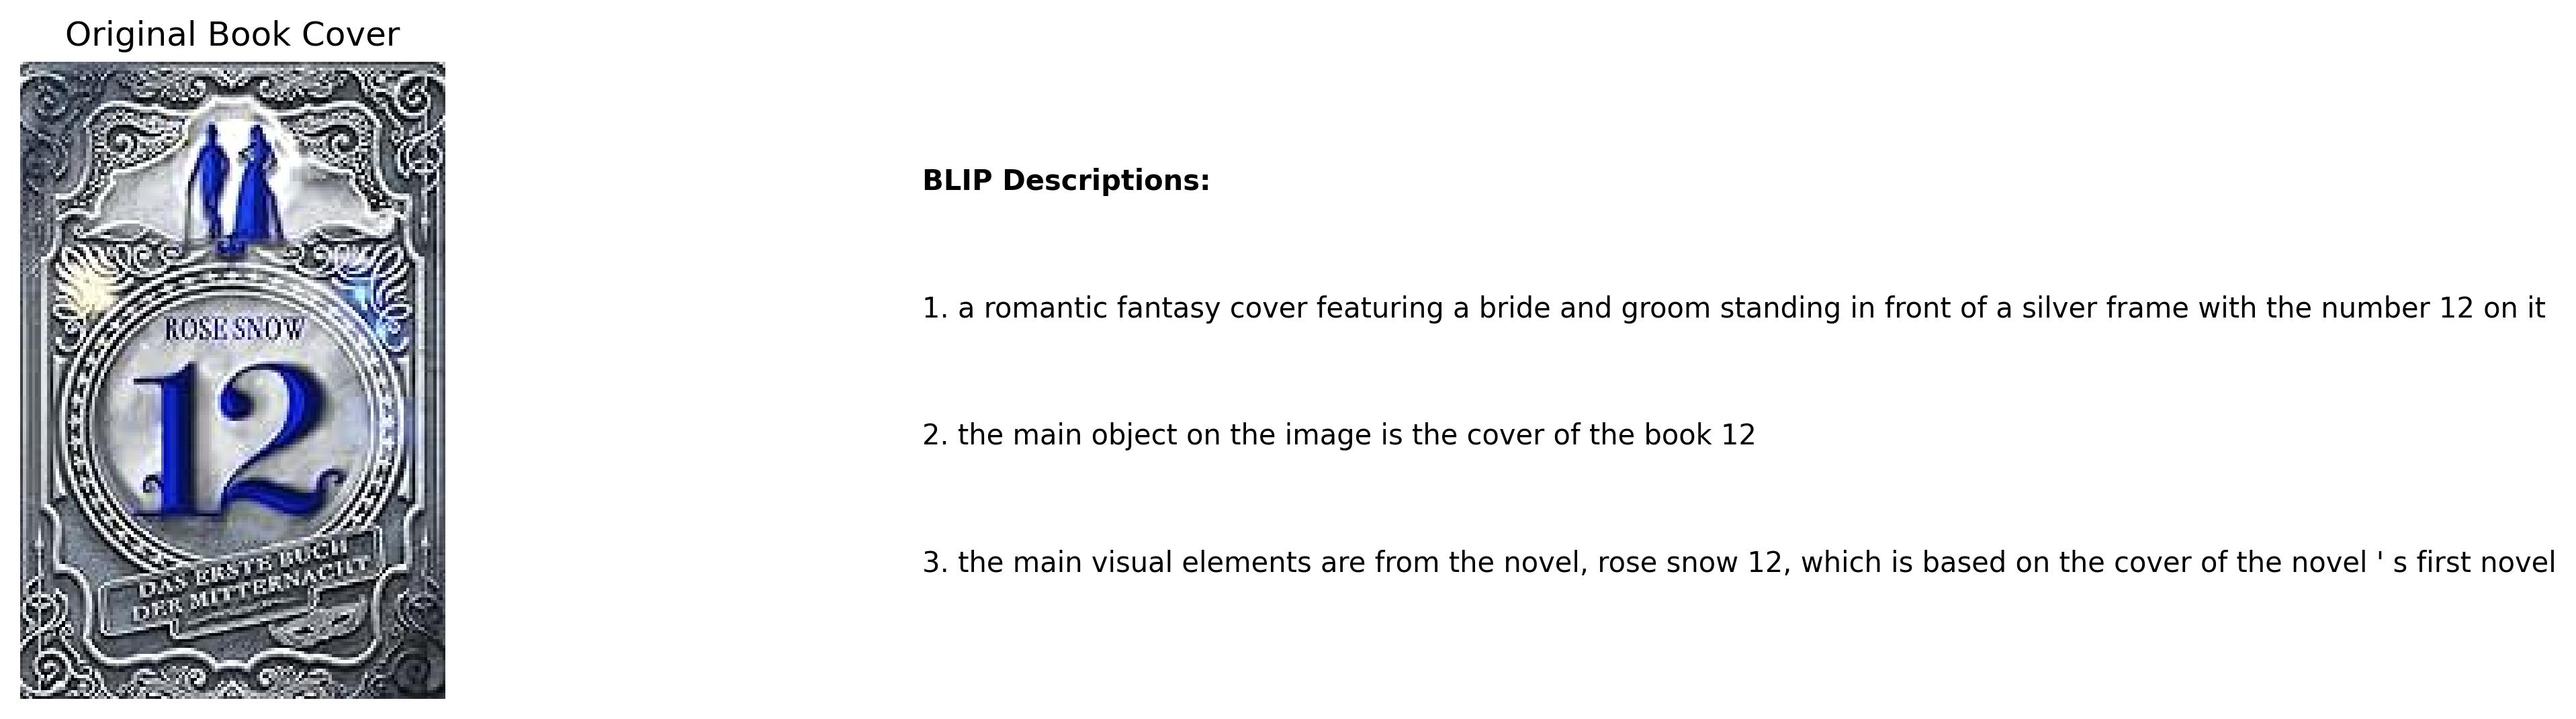 Original Book Cover
ROSE SNOW
12
DAS ERSTE BUCH
DER MITTERNACHT
BLIP Descriptions:
1. a romantic fantasy cover featuring a bride and groom standing in front of a silver frame with the number 12 on it
2. the main object on the image is the cover of the book 12
3. the main visual elements are from the novel, rose snow 12, which is based on the cover of the novel ' s first novel